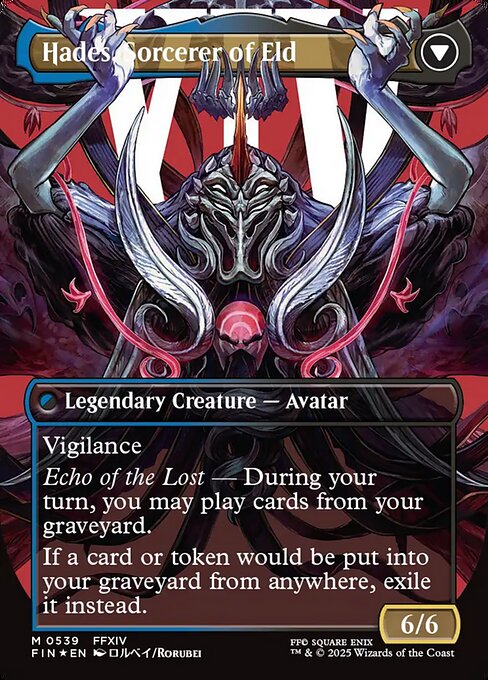 Hades, Sorcerer of Eld
Legendary Creature — Avatar
Vigilance
Echo of the Lost — During your
turn, you may play cards from your
graveyard.
If a card or token would be put into
your graveyard from anywhere, exile
it instead.
6/6
M 0539 FFXIV
FIN★EN ロルベイ/RORUBEI
FF© SQUARE ENIX
™ & © 2025 Wizards of the Coast